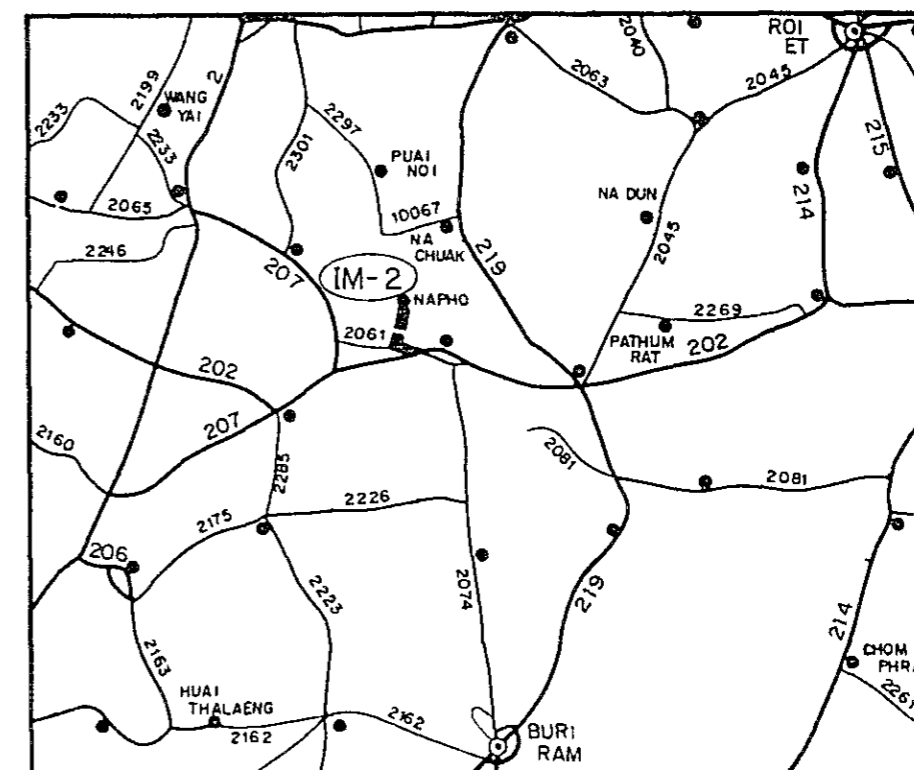 ROI
ET
2040
2199
2
2063
2045
WANG
YAI
2233
2297
215
2233
2301
PUAI
NOI
214
2065
10067
NA DUN
2246
NA
CHUAK
219
2045
207
IM-2
NAPHO
2061
2269
PATHUM
RAT
202
202
207
2160
2081
2081
2285
2226
2175
206
2223
2074
219
214
2163
CHOM
PHRA
2261
HUAI
THALAENG
2162
2162
BURI
RAM